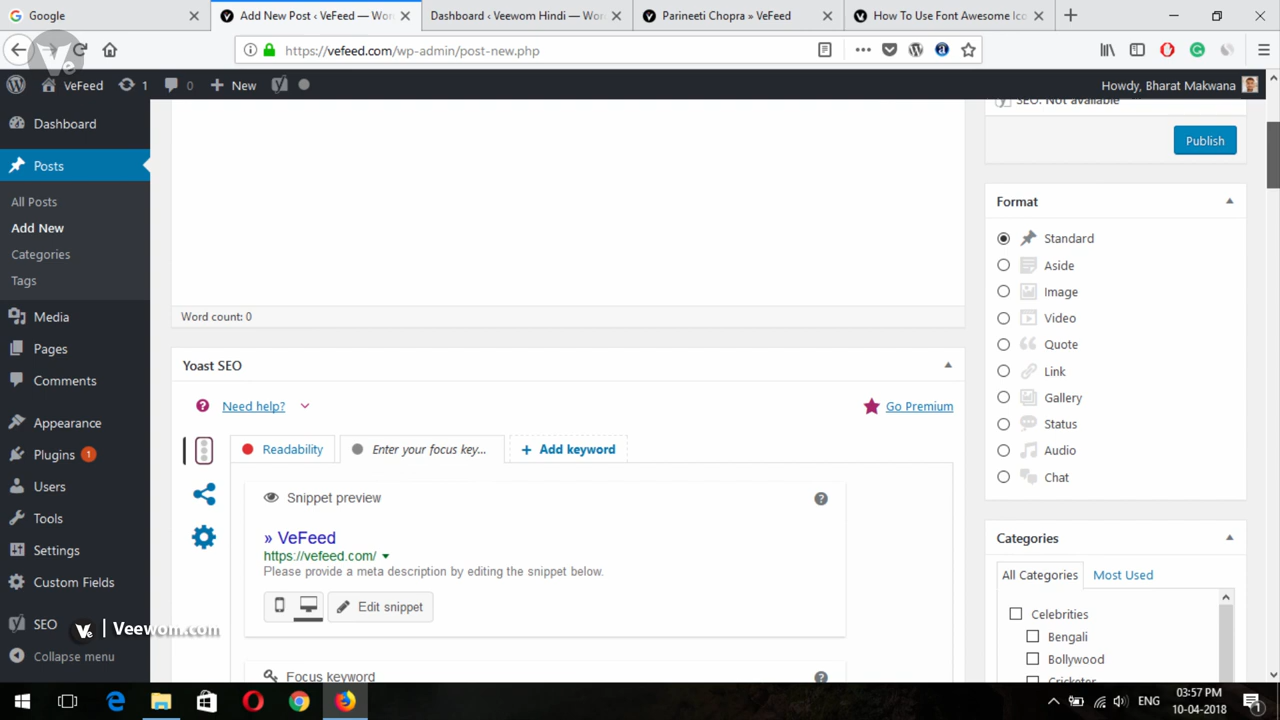 Google
Add New Post ‹ VeFeed — Wor
Dashboard ‹ Veewom Hindi — Wor
Parineeti Chopra » VeFeed
How To Use Font Awesome Ico
https://vefeed.com/wp-admin/post-new.php
VeFeed
1
0
New
Howdy, Bharat Makwana
Dashboard
Posts
All Posts
Add New
Categories
Tags
Media
Pages
Comments
Appearance
Plugins 1
Users
Tools
Settings
Custom Fields
SEO
Collapse menu
Veewom.com
Word count: 0
Yoast SEO
Need help?
Go Premium
Readability
Enter your focus key...
+ Add keyword
Snippet preview
» VeFeed
https://vefeed.com/
Please provide a meta description by editing the snippet below.
Edit snippet
Focus keyword
SEO: Not available
Publish
Format
Standard
Aside
Image
Video
Quote
Link
Gallery
Status
Audio
Chat
Categories
All Categories
Most Used
Celebrities
Bengali
Bollywood
Cricketer
ENG
03:57 PM
10-04-2018
1